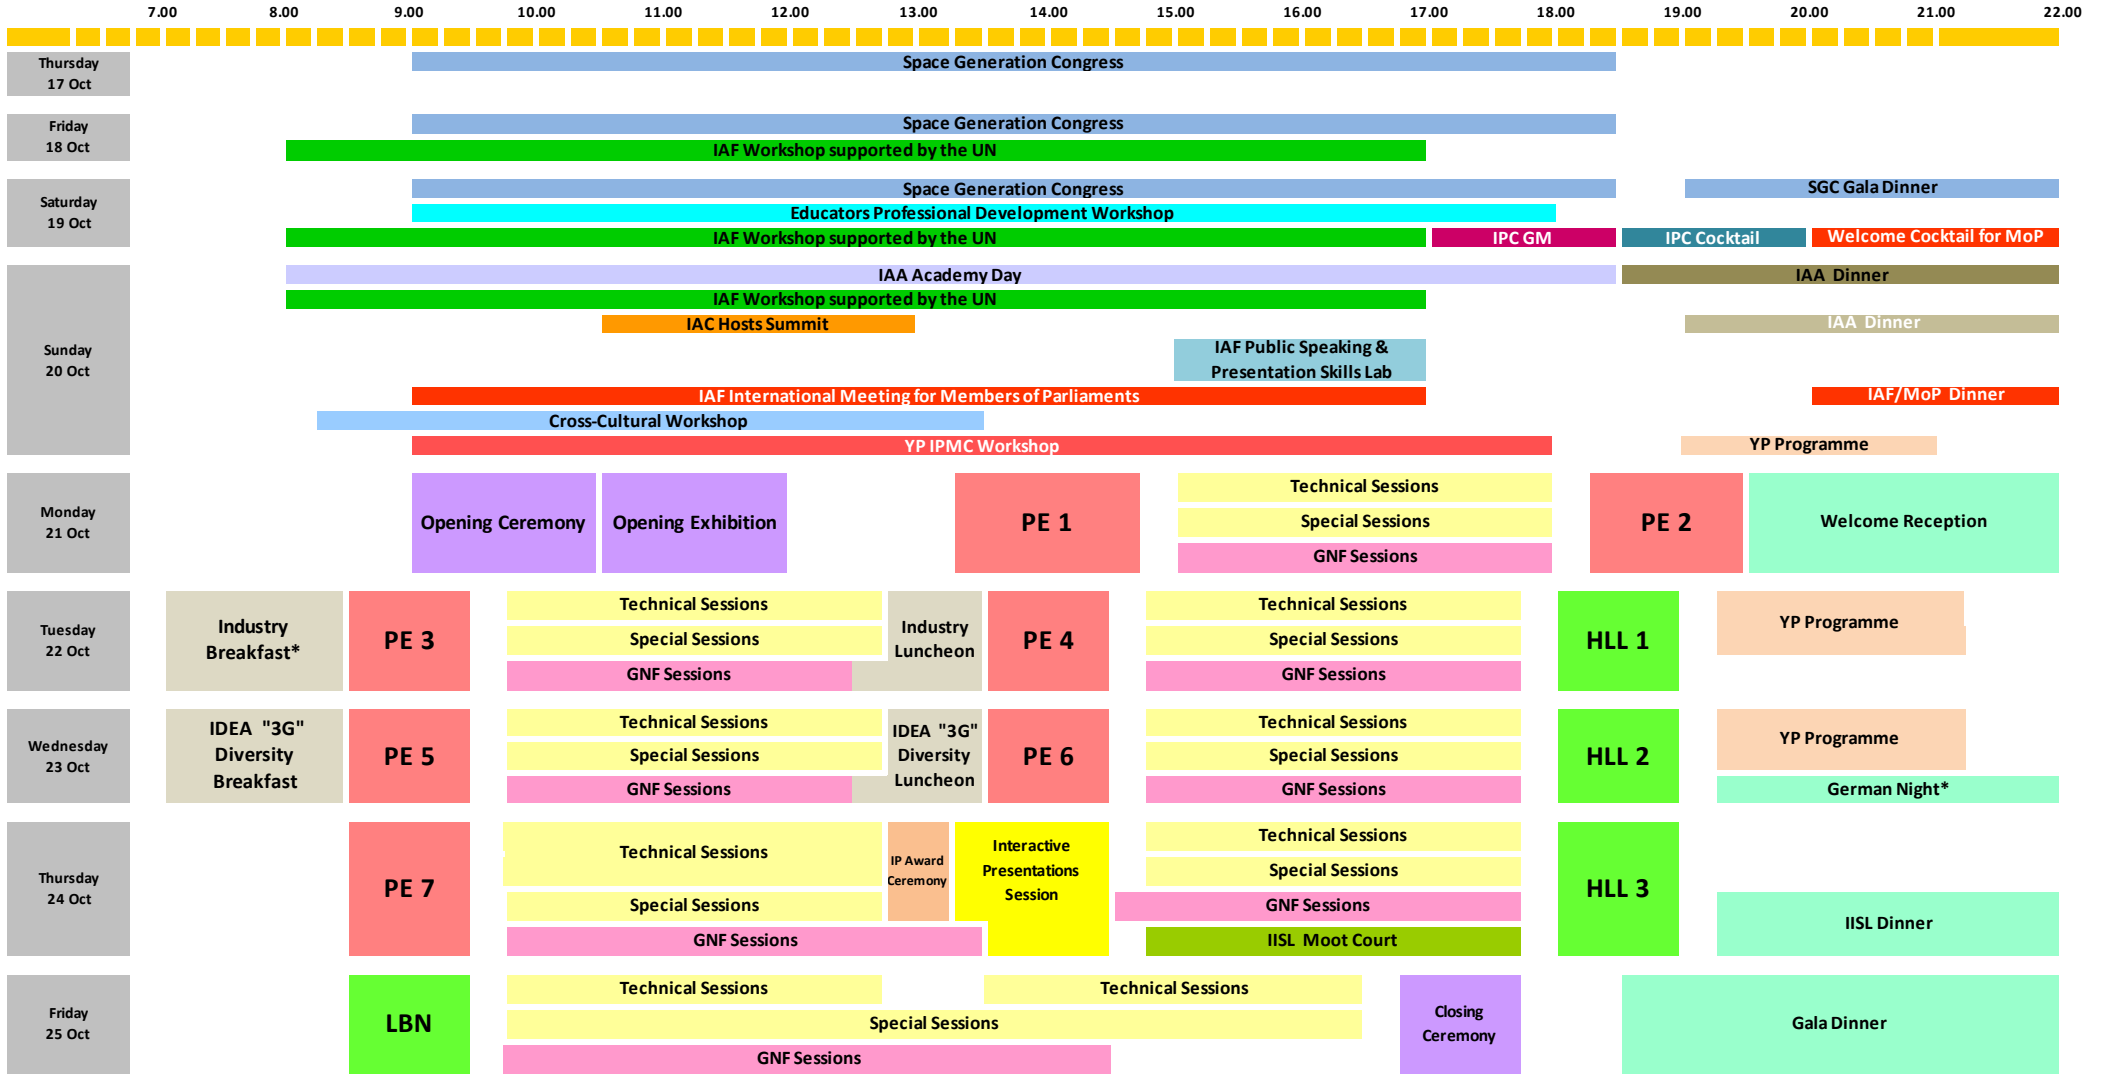 7.00 8.00 9.00 10.00 11.00 12.00 13.00 14.00 15.00 16.00 17.00 18.00 19.00 20.00 21.00 22.00
Thursday
17 Oct
Space Generation Congress
Friday
18 Oct
Space Generation Congress
IAF Workshop supported by the UN
Saturday
19 Oct
Space Generation Congress
SGC Gala Dinner
Educators Professional Development Workshop
IAF Workshop supported by the UN
IPC GM
IPC Cocktail
Welcome Cocktail for MoP
Sunday
20 Oct
IAA Academy Day
IAA Dinner
IAF Workshop supported by the UN
IAC Hosts Summit
IAA Dinner
IAF Public Speaking &
Presentation Skills Lab
IAF International Meeting for Members of Parliaments
IAF/MoP Dinner
Cross-Cultural Workshop
YP IPMC Workshop
YP Programme
Monday
21 Oct
Opening Ceremony
Opening Exhibition
PE 1
Technical Sessions
Special Sessions
GNF Sessions
PE 2
Welcome Reception
Tuesday
22 Oct
Industry
Breakfast*
PE 3
Technical Sessions
Special Sessions
GNF Sessions
Industry
Luncheon
PE 4
Technical Sessions
Special Sessions
GNF Sessions
HLL 1
YP Programme
Wednesday
23 Oct
IDEA "3G"
Diversity
Breakfast
PE 5
Technical Sessions
Special Sessions
GNF Sessions
IDEA "3G"
Diversity
Luncheon
PE 6
Technical Sessions
Special Sessions
GNF Sessions
HLL 2
YP Programme
German Night*
Thursday
24 Oct
PE 7
Technical Sessions
Special Sessions
GNF Sessions
IP Award
Ceremony
Interactive
Presentations
Session
Technical Sessions
Special Sessions
GNF Sessions
IISL Moot Court
HLL 3
IISL Dinner
Friday
25 Oct
LBN
Technical Sessions
Technical Sessions
Special Sessions
GNF Sessions
Closing
Ceremony
Gala Dinner